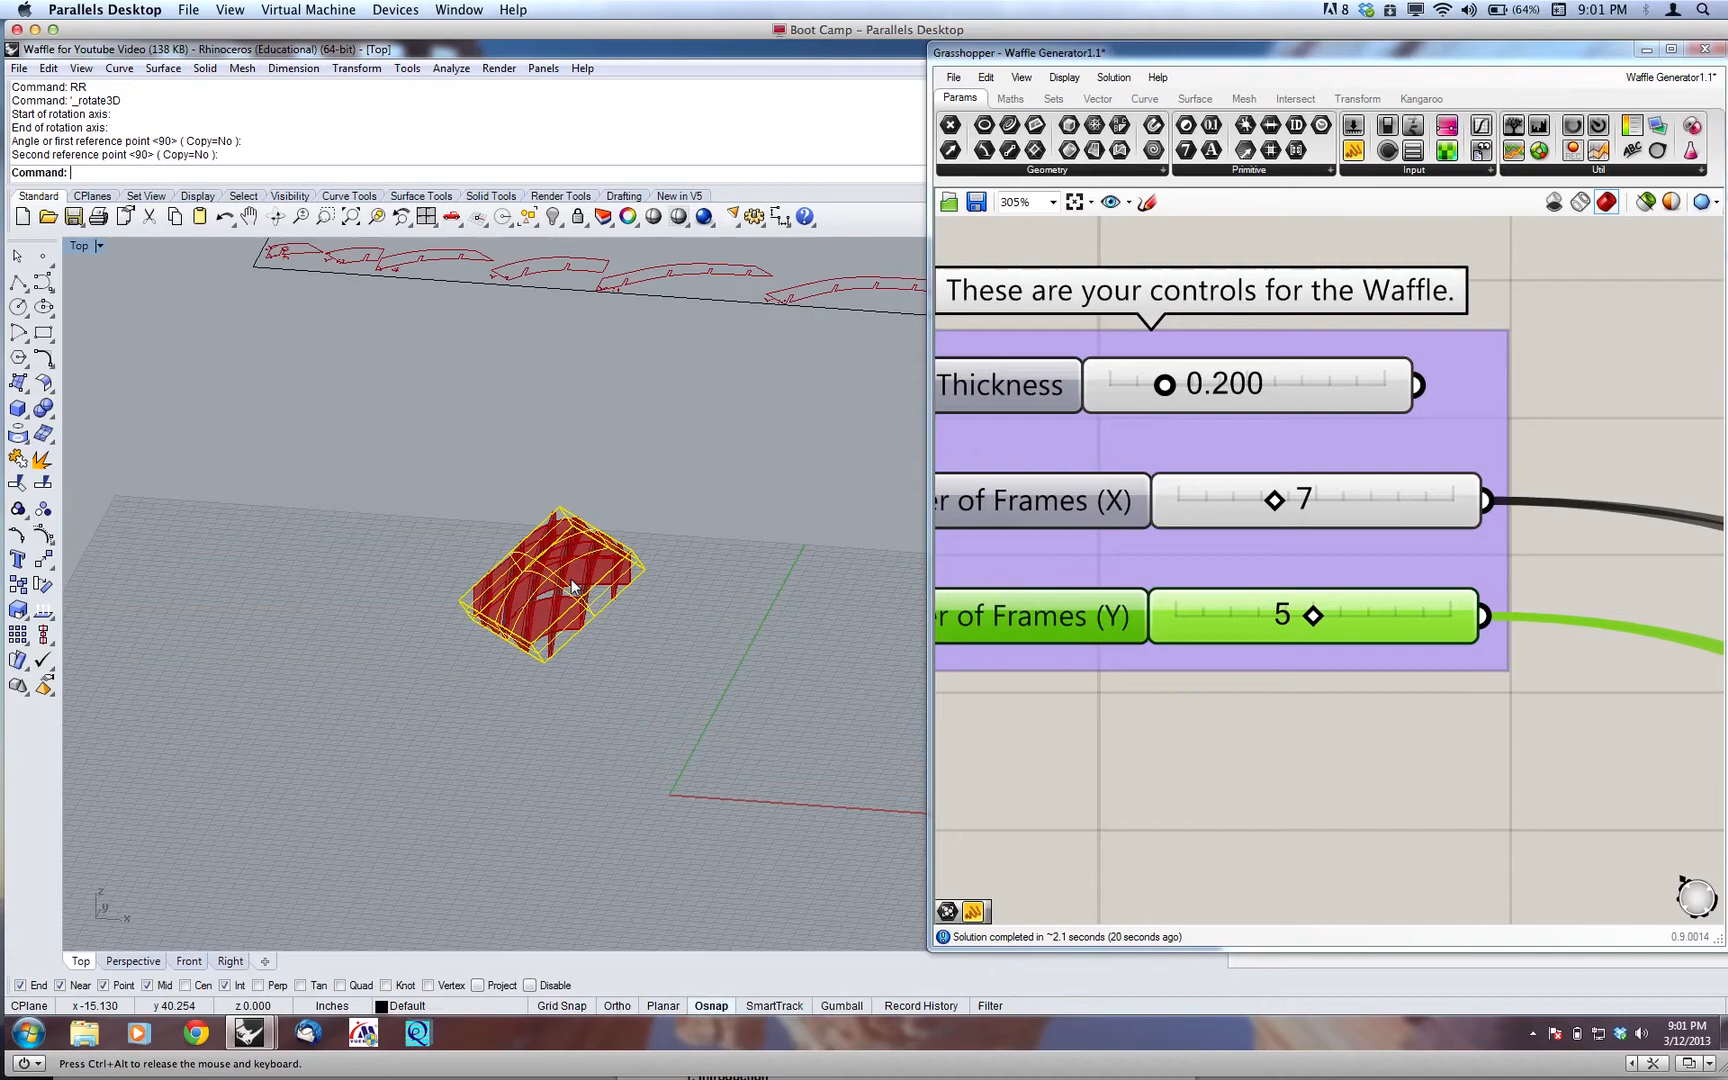 Parallels Desktop File View Virtual Machine Devices Window Help
8 (64%) 9:01 PM
Boot Camp – Parallels Desktop
Waffle for Youtube Video (138 KB) - Rhinoceros (Educational) (64-bit) - [Top]
File Edit View Curve Surface Solid Mesh Dimension Transform Tools Analyze Render Panels Help
Command: RR
Command: '_rotate3D
Start of rotation axis:
End of rotation axis:
Angle or first reference point <90> ( Copy=No ):
Second reference point <90> ( Copy=No ):
Command:
Standard CPlanes Set View Display Select Visibility Curve Tools Surface Tools Solid Tools Render Tools Drafting New in V5
Top
z
y
x
Top Perspective Front Right
End Near Point Mid Cen Int Perp Tan Quad Knot Vertex Project Disable
CPlane x -15.130 y 40.254 z 0.000 Inches Default Grid Snap Ortho Planar Osnap SmartTrack Gumball Record History Filter
Grasshopper - Waffle Generator1.1*
File Edit View Display Solution Help Waffle Generator1.1*
Params Maths Sets Vector Curve Surface Mesh Intersect Transform Kangaroo
Geometry Primitive Input Util
305%
These are your controls for the Waffle.
Thickness 0.200
er of Frames (X) 7
er of Frames (Y) 5
Solution completed in ~2.1 seconds (20 seconds ago) 0.9.0014
9:01 PM
3/12/2013
Press Ctrl+Alt to release the mouse and keyboard.